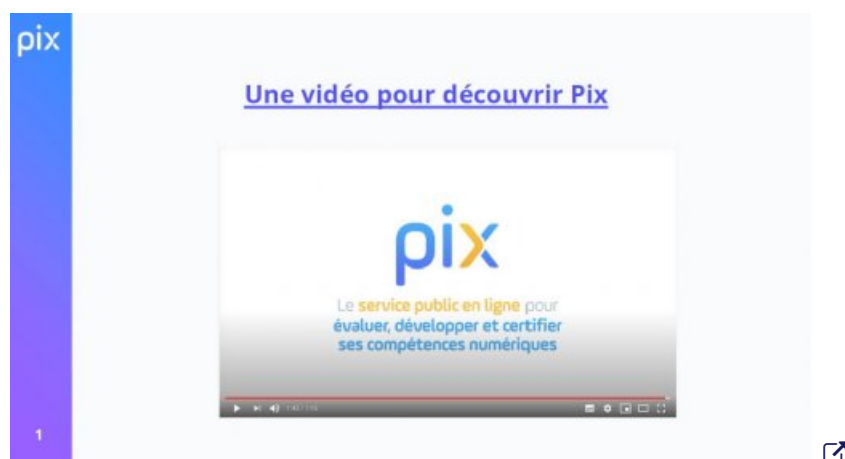 pix
Une vidéo pour découvrir Pix
pix
Le service public en ligne pour
évaluer, développer et certifier
ses compétences numériques
1